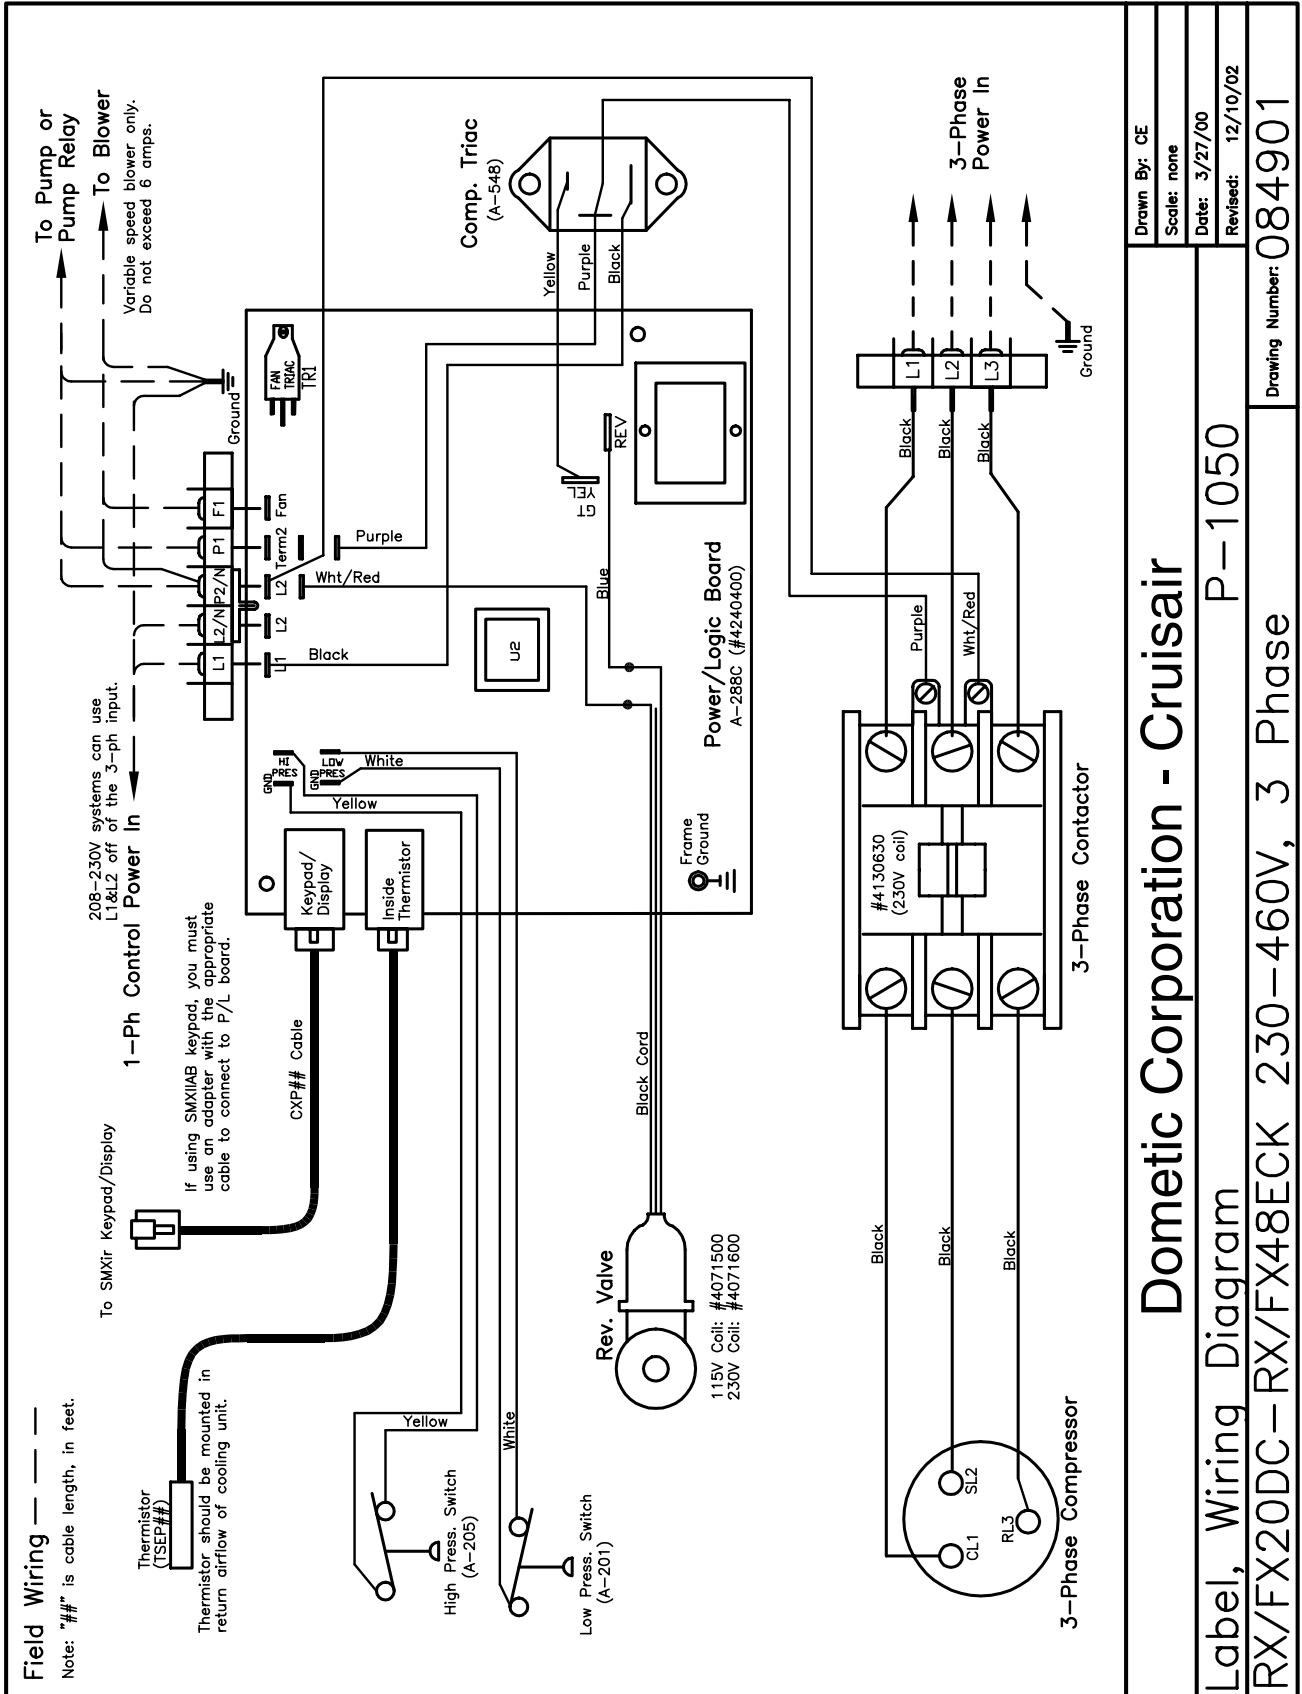 Field Wiring
Note: "##" is cable length, in feet.
Thermistor
(TSEP##)
Thermistor should be mounted in
return airflow of cooling unit.
To SMXir Keypad/Display
If using SMXIIAB keypad, you must
use an adapter with the appropriate
cable to connect to P/L board.
CXP## Cable
1-Ph Control Power In
208-230V systems can use
L1&L2 off of the 3-ph input.
To Pump or
Pump Relay
To Blower
Variable speed blower only.
Do not exceed 6 amps.
Ground
L1
L2/N
P2/N
P1
F1
L1
L2
L2
Term2
Fan
FAN
TRIAC
TR1
Keypad/
Display
Inside
Thermistor
GND
HI
PRES
GND
LOW
PRES
White
Yellow
Black
Wht/Red
Purple
U2
Blue
GT
YEL
REV
Power/Logic Board
A-288C (#4240400)
Frame
Ground
Comp. Triac
(A-548)
Yellow
Purple
Black
Yellow
White
High Press. Switch
(A-205)
Low Press. Switch
(A-201)
Rev. Valve
115V Coil: #4071500
230V Coil: #4071600
Black Cord
3-Phase
Power In
L1
L2
L3
Ground
Black
Black
Black
Purple
Wht/Red
#4130630
(230V coil)
3-Phase Contactor
Black
Black
Black
CL1
SL2
RL3
3-Phase Compressor
Dometic Corporation - Cruisair
Drawn By: CE
Scale: none
Date: 3/27/00
Revised: 12/10/02
Label, Wiring Diagram
P-1050
RX/FX20DC-RX/FX48ECK 230-460V, 3 Phase
Drawing Number: 084901